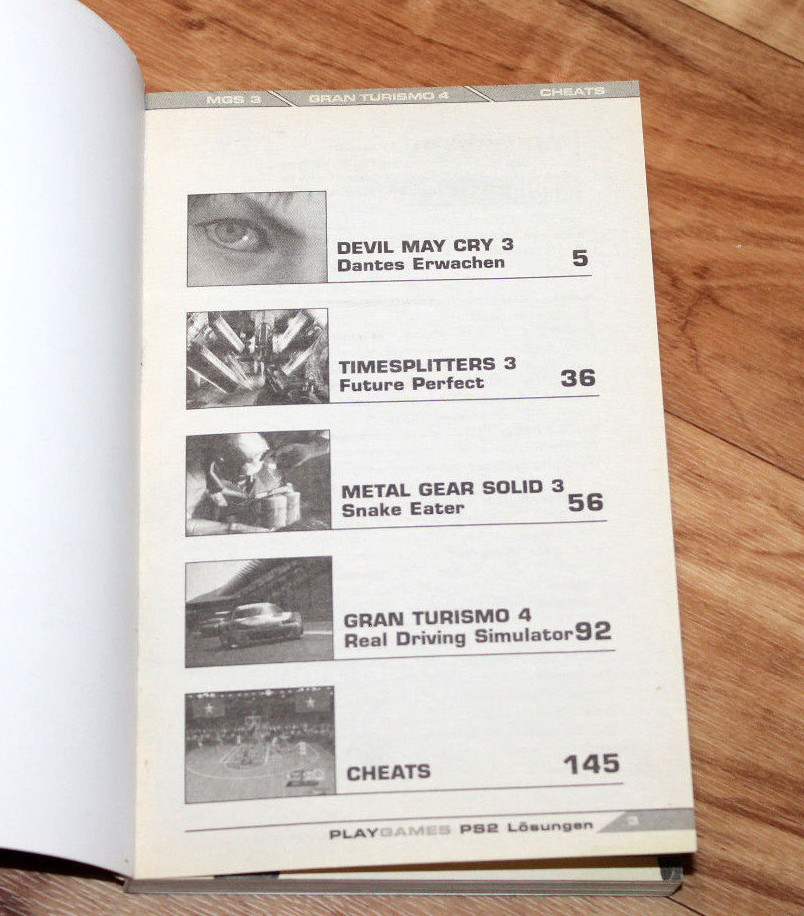 MGS 3 GRAN TURISMO 4 CHEATS
DEVIL MAY CRY 3
Dantes Erwachen 5
TIMESPLITTERS 3
Future Perfect 36
METAL GEAR SOLID 3
Snake Eater 56
GRAN TURISMO 4
Real Driving Simulator 92
CHEATS 145
PLAYGAMES PS2 Lösungen 3